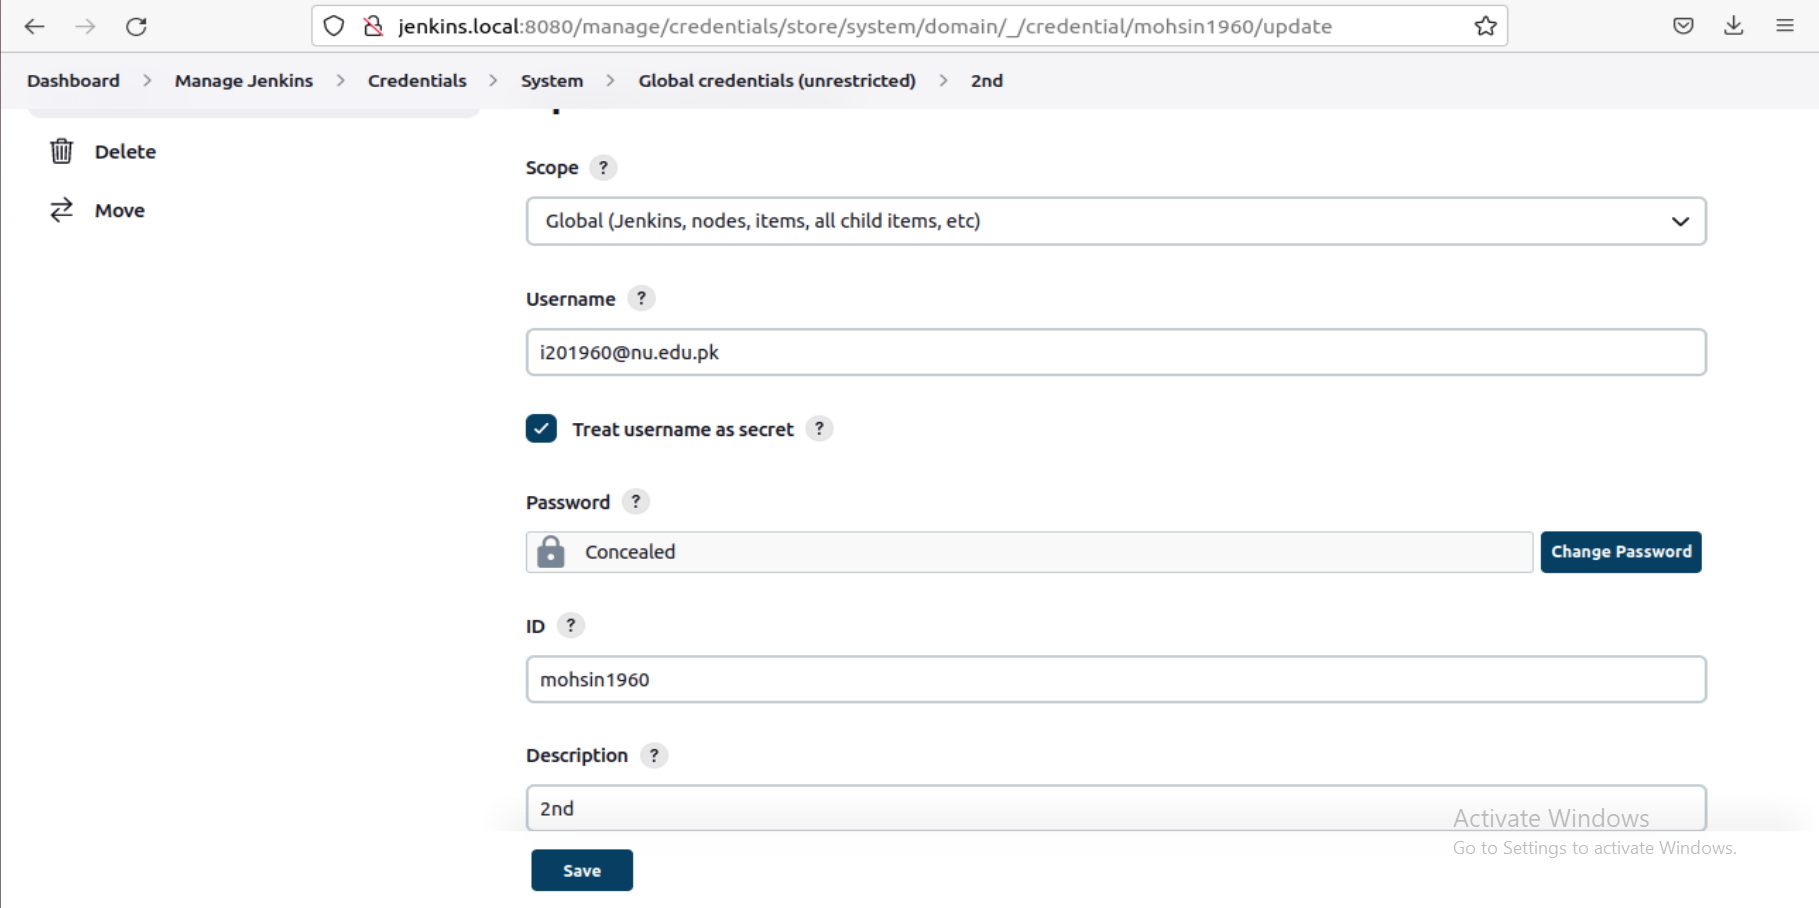 jenkins.local:8080/manage/credentials/store/system/domain/_/credential/mohsin1960/update
Dashboard > Manage Jenkins > Credentials > System > Global credentials (unrestricted) > 2nd
Delete
Move
Scope ?
Global (Jenkins, nodes, items, all child items, etc)
Username ?
i201960@nu.edu.pk
Treat username as secret ?
Password ?
Concealed
Change Password
ID ?
mohsin1960
Description ?
2nd
Activate Windows
Go to Settings to activate Windows.
Save